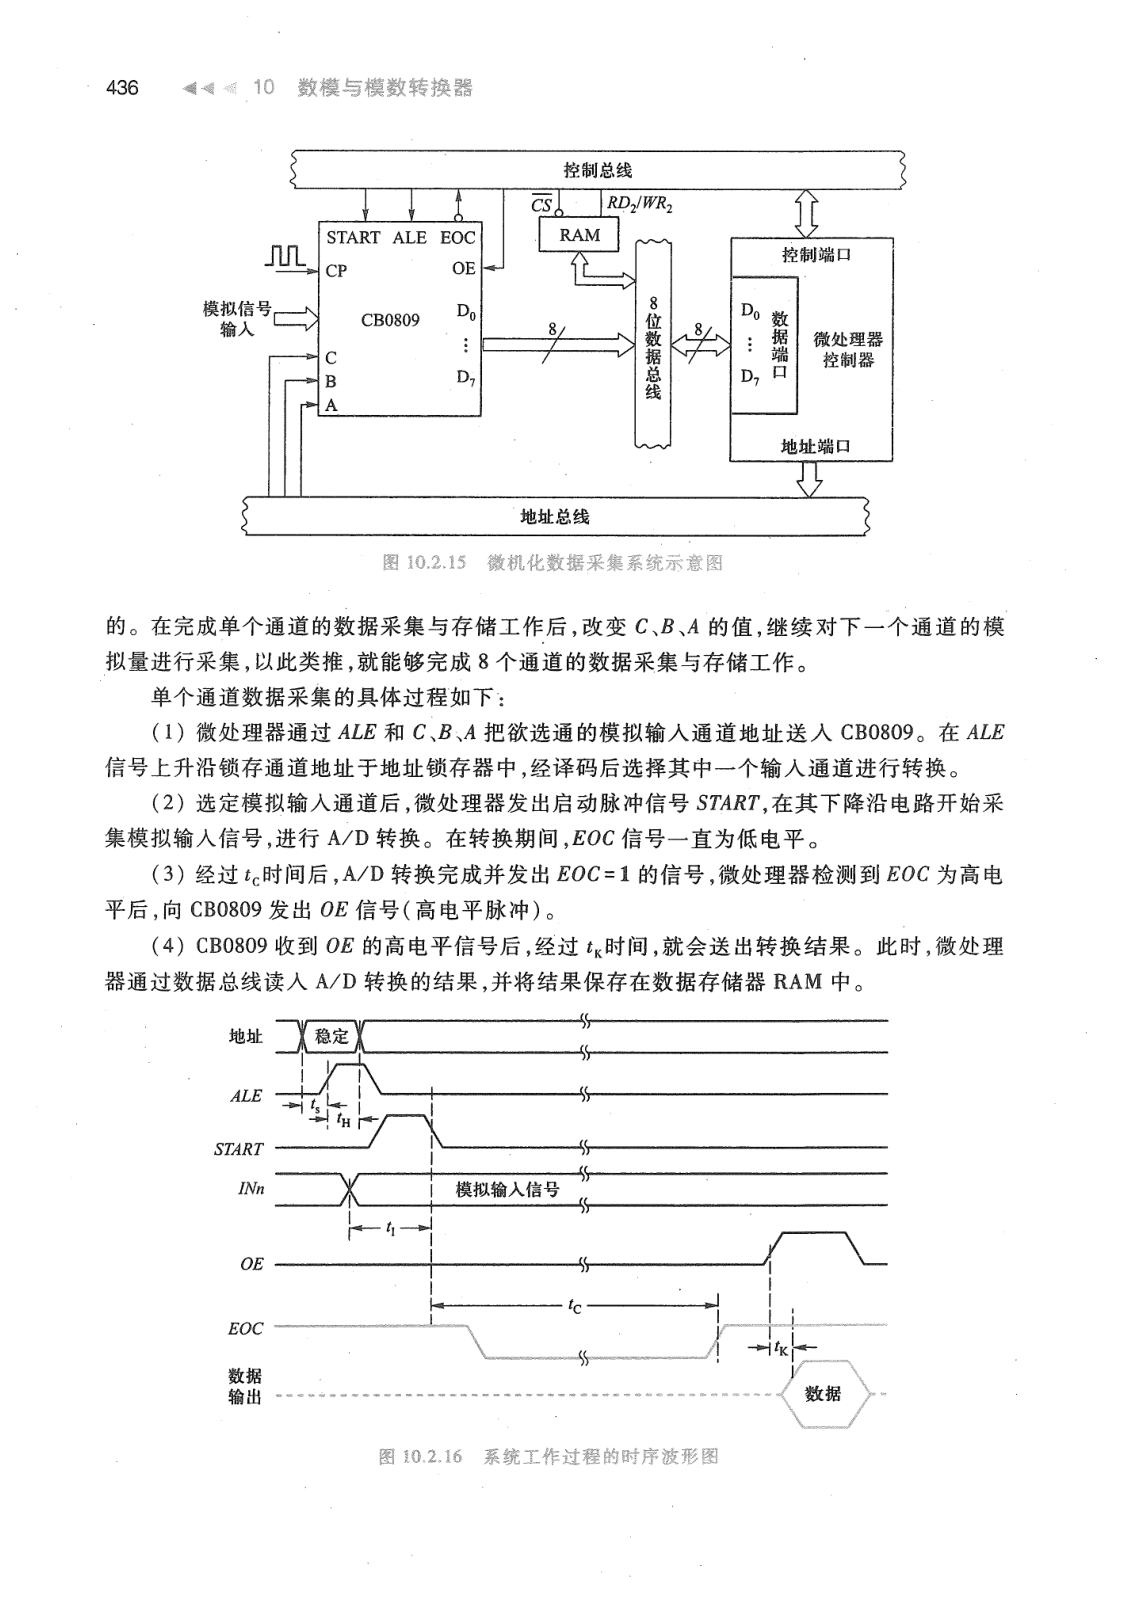 436 10 数模与模数转换器
控制总线
CS RD₂/WR₂
START ALE EOC
RAM
控制端口
CP OE
模拟信号
输入
CB0809
D₀
⋮
D₇
C
B
A
8
8位数据总线
8
D₀
⋮
D₇
数据端口
微处理器
控制器
地址端口
地址总线
图 10.2.15 微机化数据采集系统示意图
的。在完成单个通道的数据采集与存储工作后,改变 C、B、A 的值,继续对下一个通道的模
拟量进行采集,以此类推,就能够完成 8 个通道的数据采集与存储工作。
单个通道数据采集的具体过程如下:
(1) 微处理器通过 ALE 和 C、B、A 把欲选通的模拟输入通道地址送入 CB0809。在 ALE
信号上升沿锁存通道地址于地址锁存器中,经译码后选择其中一个输入通道进行转换。
(2) 选定模拟输入通道后,微处理器发出启动脉冲信号 START,在其下降沿电路开始采
集模拟输入信号,进行 A/D 转换。在转换期间,EOC 信号一直为低电平。
(3) 经过 t_C时间后,A/D 转换完成并发出 EOC=1 的信号,微处理器检测到 EOC 为高电
平后,向 CB0809 发出 OE 信号(高电平脉冲)。
(4) CB0809 收到 OE 的高电平信号后,经过 t_K时间,就会送出转换结果。此时,微处理
器通过数据总线读入 A/D 转换的结果,并将结果保存在数据存储器 RAM 中。
地址 稳定
ALE
t_S
t_H
START
INn 模拟输入信号
t_I
OE
t_C
EOC
t_K
数据
输出
数据
图 10.2.16 系统工作过程的时序波形图